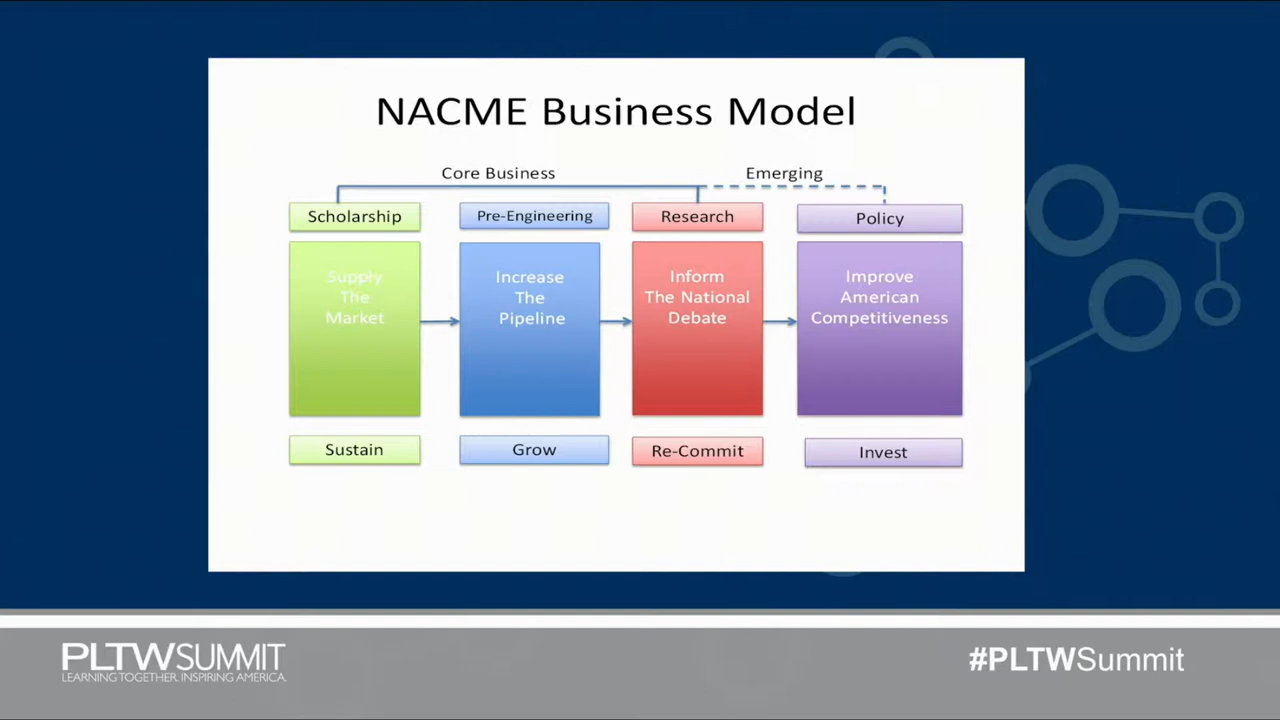 NACME Business Model
Core Business
Emerging
Scholarship
Pre-Engineering
Research
Policy
Supply
The
Market
Increase
The
Pipeline
Inform
The National
Debate
Improve
American
Competitiveness
Sustain
Grow
Re-Commit
Invest
PLTWSUMMIT
LEARNING TOGETHER. INSPIRING AMERICA.
#PLTWSummit